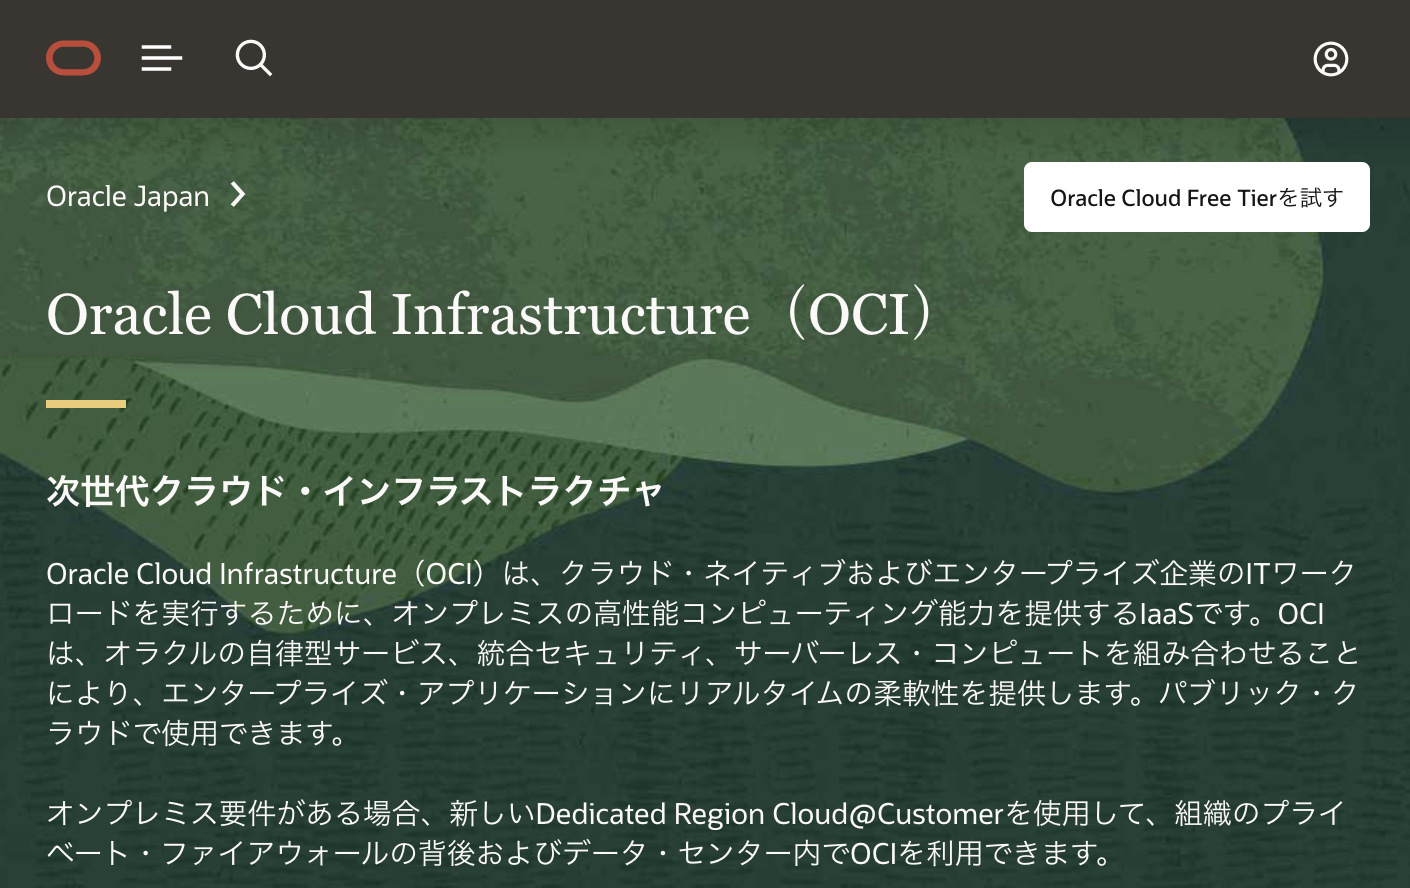 Oracle Japan
Oracle Cloud Free Tierを試す
Oracle Cloud Infrastructure（OCI）
次世代クラウド・インフラストラクチャ
Oracle Cloud Infrastructure（OCI）は、クラウド・ネイティブおよびエンタープライズ企業のITワーク
ロードを実行するために、オンプレミスの高性能コンピューティング能力を提供するIaaSです。OCI
は、オラクルの自律型サービス、統合セキュリティ、サーバーレス・コンピュートを組み合わせること
により、エンタープライズ・アプリケーションにリアルタイムの柔軟性を提供します。パブリック・ク
ラウドで使用できます。
オンプレミス要件がある場合、新しいDedicated Region Cloud@Customerを使用して、組織のプライ
ベート・ファイアウォールの背後およびデータ・センター内でOCIを利用できます。